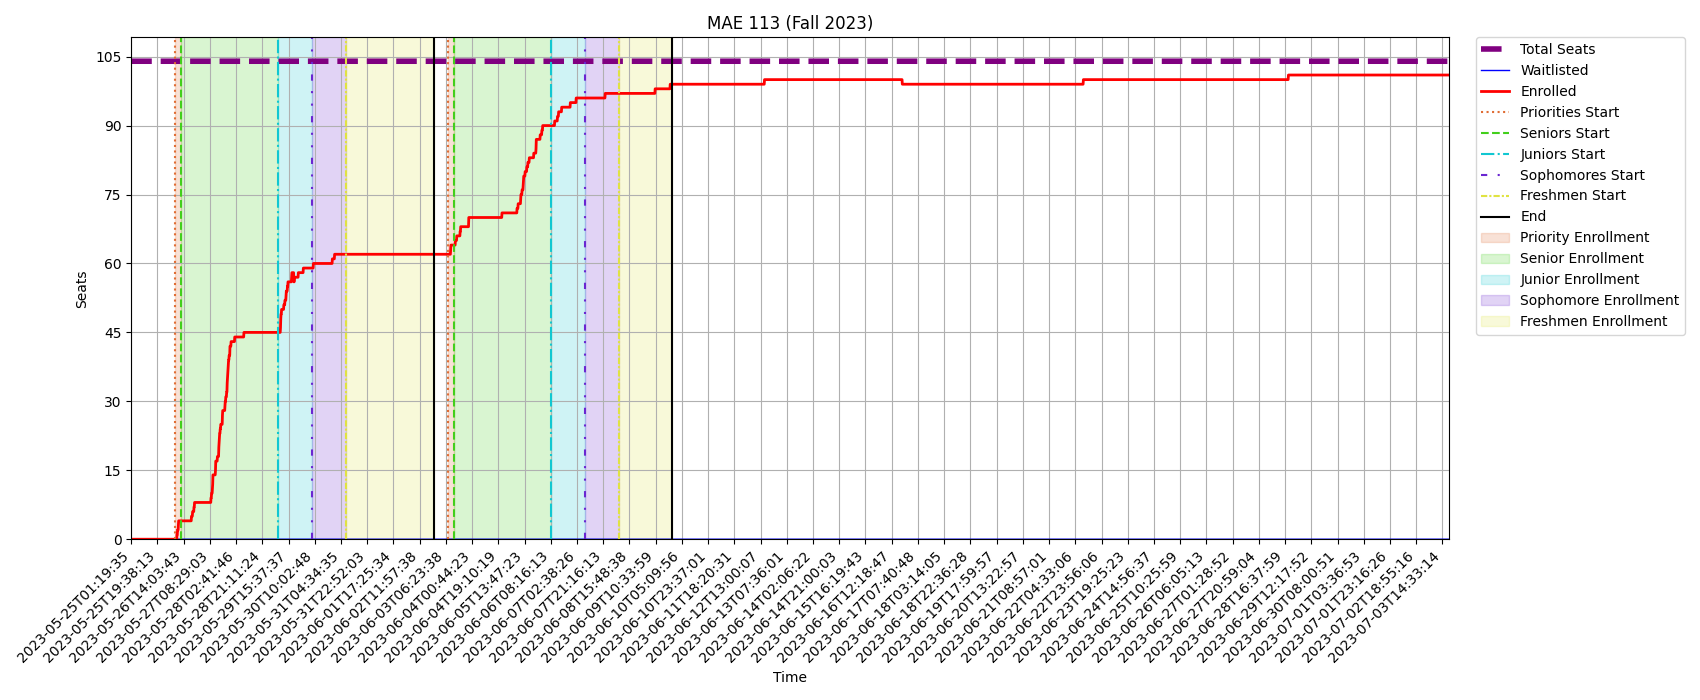 MAE 113 (Fall 2023)
Seats
105
90
75
60
45
30
15
0
2023-05-25T01:19:35
2023-05-25T19:38:13
2023-05-26T14:03:43
2023-05-27T08:29:03
2023-05-28T02:41:46
2023-05-28T21:11:24
2023-05-29T15:37:37
2023-05-30T10:02:48
2023-05-31T04:34:35
2023-05-31T22:52:03
2023-06-01T17:25:34
2023-06-02T11:57:38
2023-06-03T06:23:38
2023-06-04T00:44:23
2023-06-04T19:10:19
2023-06-05T13:47:23
2023-06-06T08:16:13
2023-06-07T02:38:26
2023-06-07T21:16:13
2023-06-08T15:48:38
2023-06-09T10:33:59
2023-06-10T05:09:56
2023-06-10T23:37:01
2023-06-11T18:20:31
2023-06-12T13:00:07
2023-06-13T07:36:01
2023-06-14T02:06:22
2023-06-14T21:00:03
2023-06-15T16:19:43
2023-06-16T12:18:47
2023-06-17T07:40:48
2023-06-18T03:14:05
2023-06-18T22:36:28
2023-06-19T17:59:57
2023-06-20T13:22:57
2023-06-21T08:57:01
2023-06-22T04:33:06
2023-06-22T23:56:06
2023-06-23T19:25:23
2023-06-24T14:56:37
2023-06-25T10:25:59
2023-06-26T06:05:13
2023-06-27T01:28:52
2023-06-27T20:59:04
2023-06-28T16:37:59
2023-06-29T12:17:52
2023-06-30T08:00:51
2023-07-01T03:36:53
2023-07-01T23:16:26
2023-07-02T18:55:16
2023-07-03T14:33:14
Time
Total Seats
Waitlisted
Enrolled
Priorities Start
Seniors Start
Juniors Start
Sophomores Start
Freshmen Start
End
Priority Enrollment
Senior Enrollment
Junior Enrollment
Sophomore Enrollment
Freshmen Enrollment